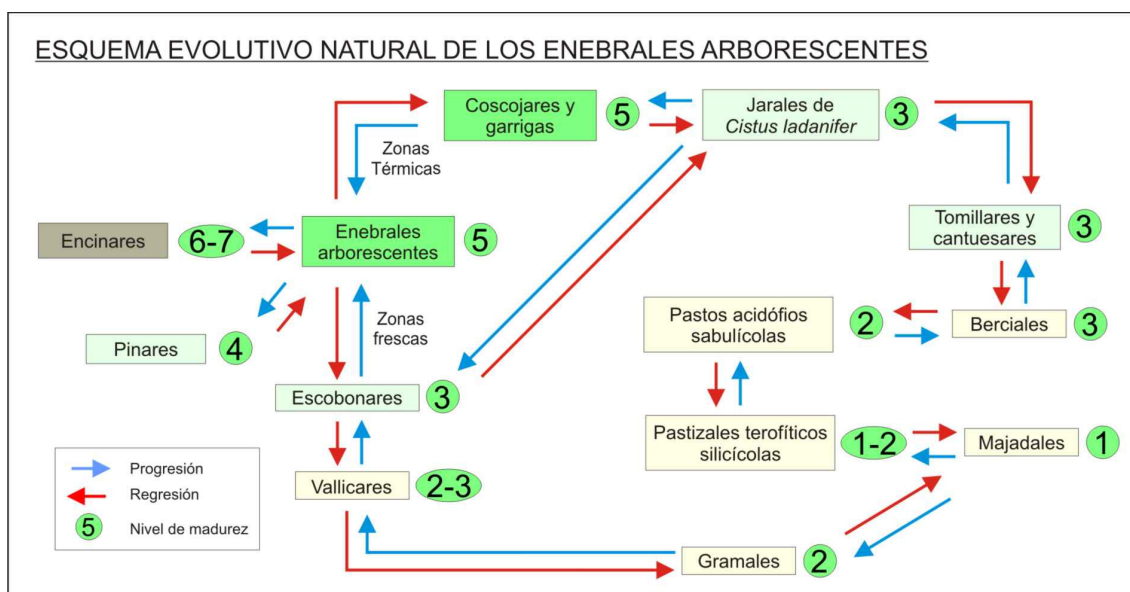 ESQUEMA EVOLUTIVO NATURAL DE LOS ENEBRALES ARBORESCENTES
Coscojares y
garrigas
5
Jarales de
Cistus ladanifer
3
Zonas
Térmicas
Encinares
6-7
Enebrales
arborescentes
5
Tomillares y
cantuesares
3
Pinares
4
Zonas
frescas
Pastos acidófios
sabulícolas
2
Berciales
3
Escobonares
3
Pastizales terofíticos
silicícolas
1-2
Majadales
1
Vallicares
2-3
Gramales
2
Progresión
Regresión
5
Nivel de madurez